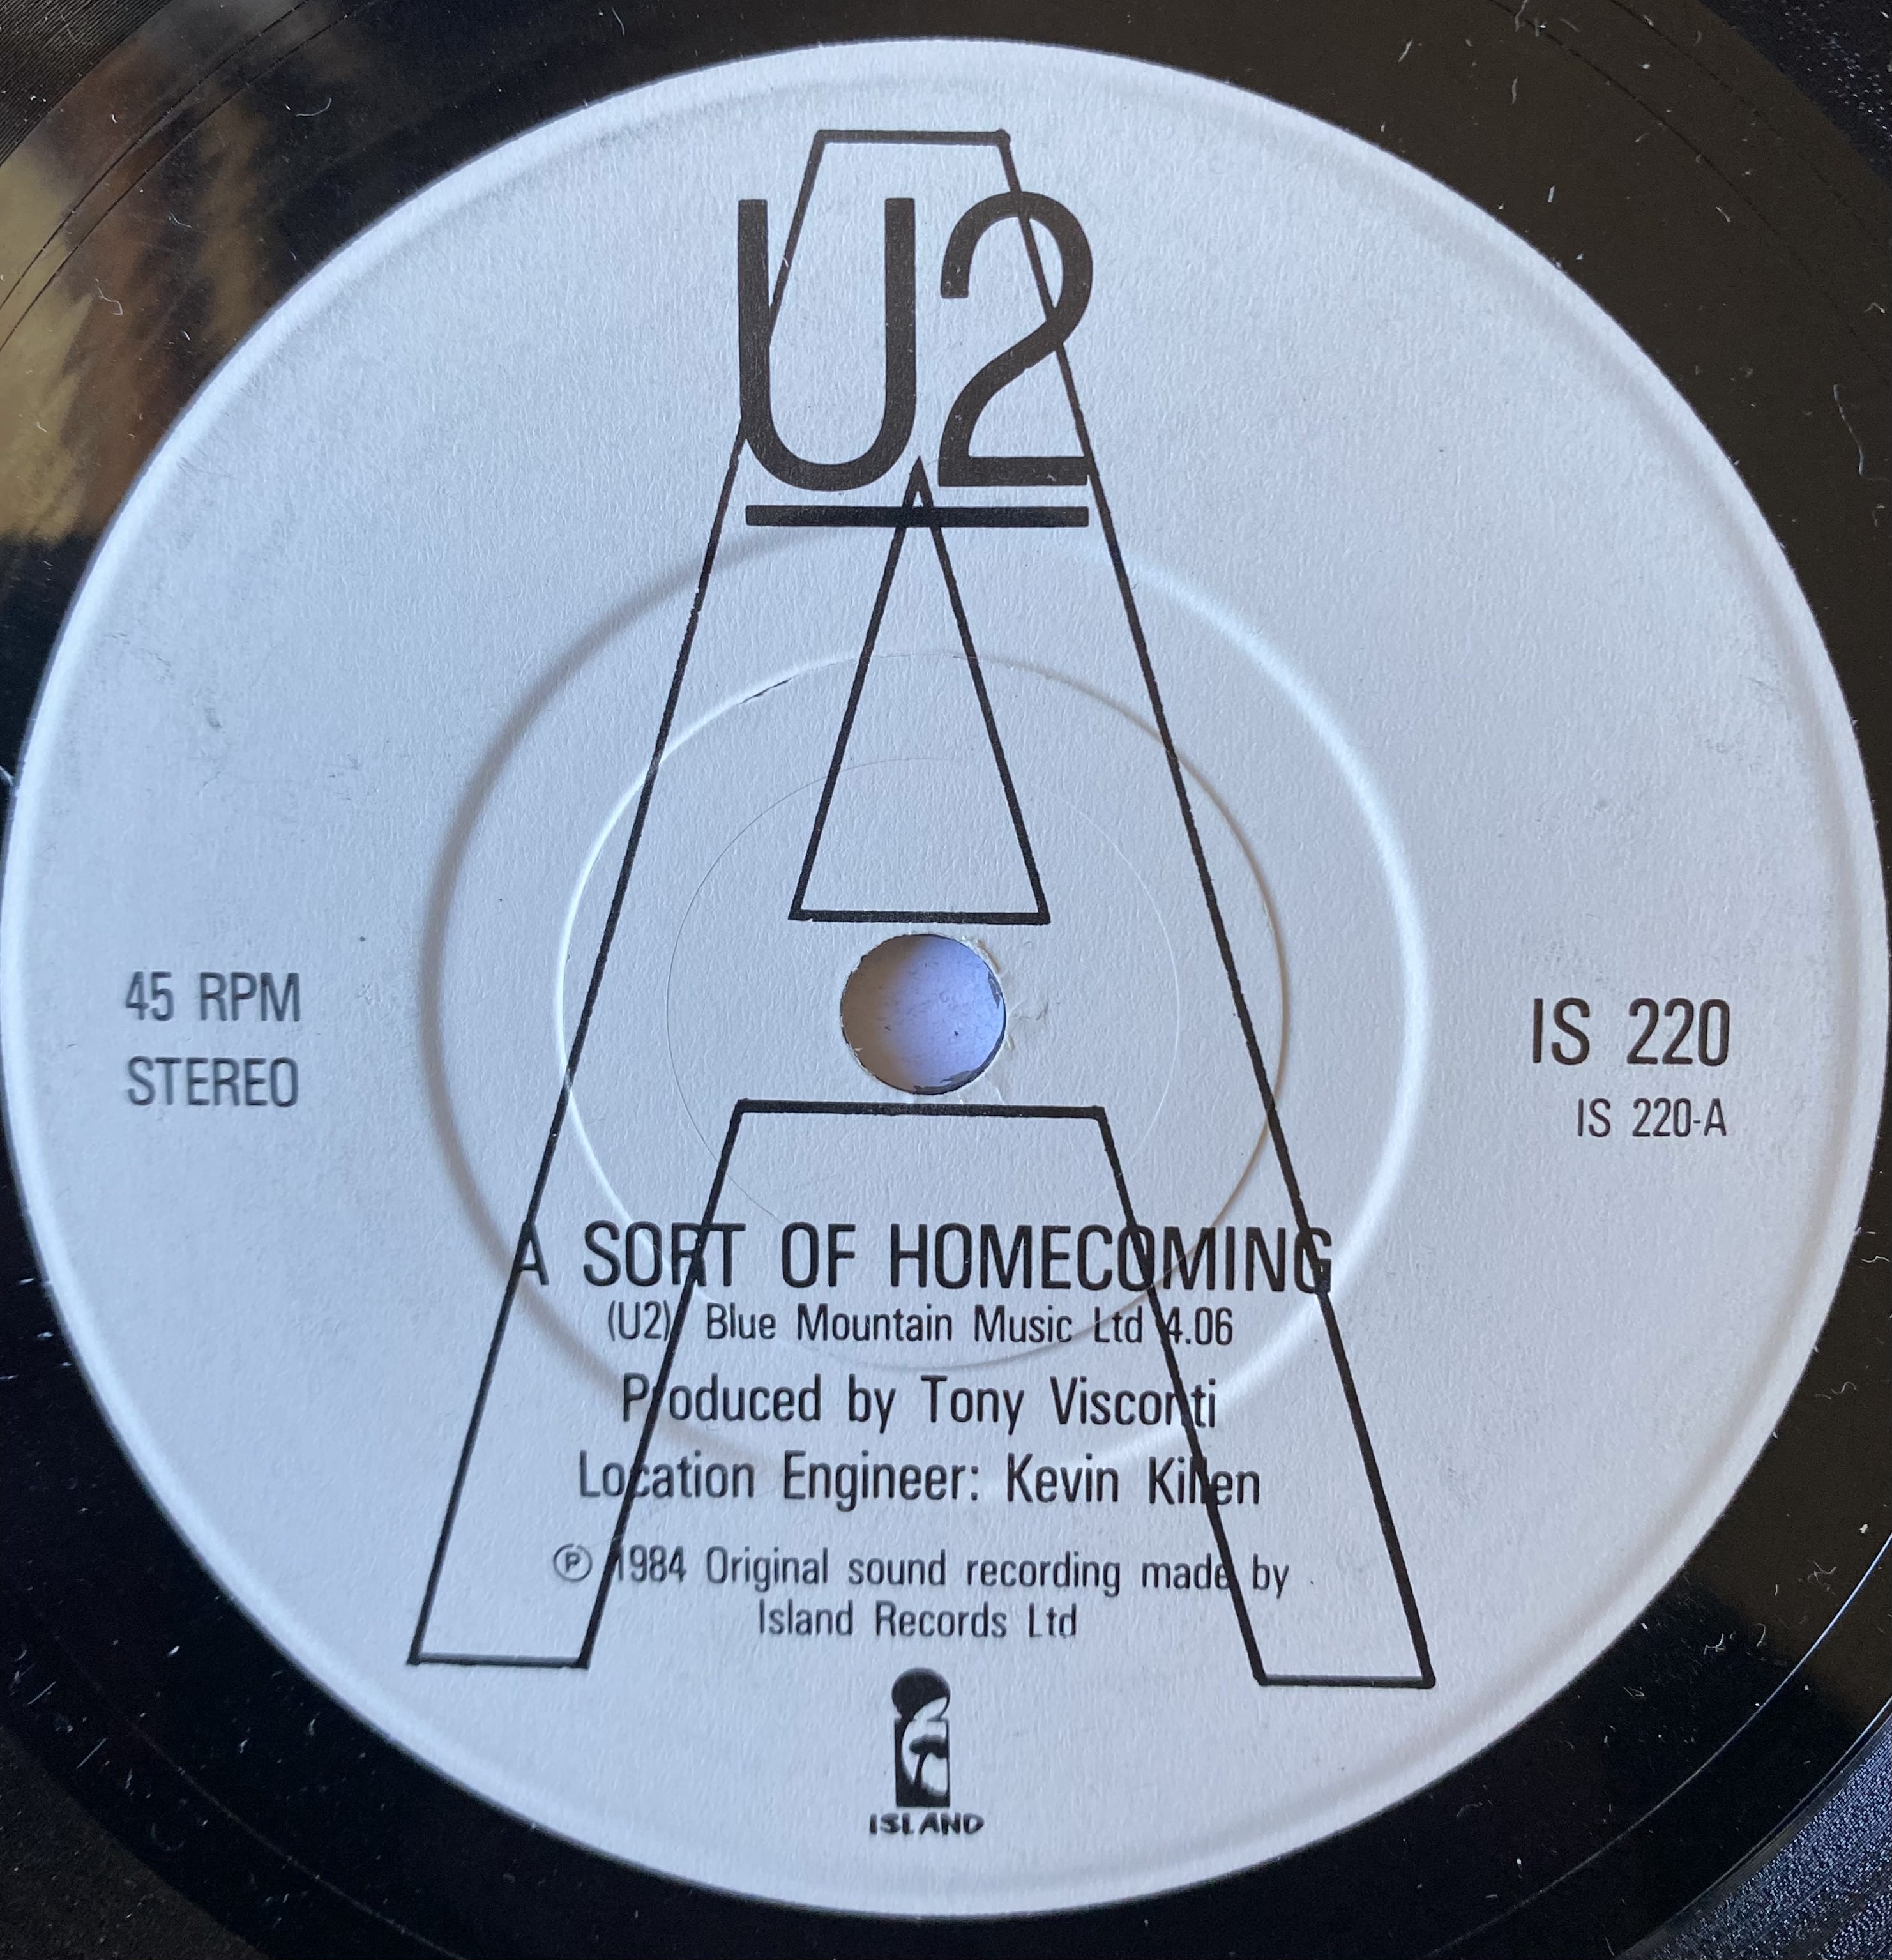 A
U2
45 RPM
STEREO
IS 220
IS 220-A
A SORT OF HOMECOMING
(U2) Blue Mountain Music Ltd 4.06
Produced by Tony Visconti
Location Engineer: Kevin Killen
Ⓟ 1984 Original sound recording made by
Island Records Ltd
ISLAND